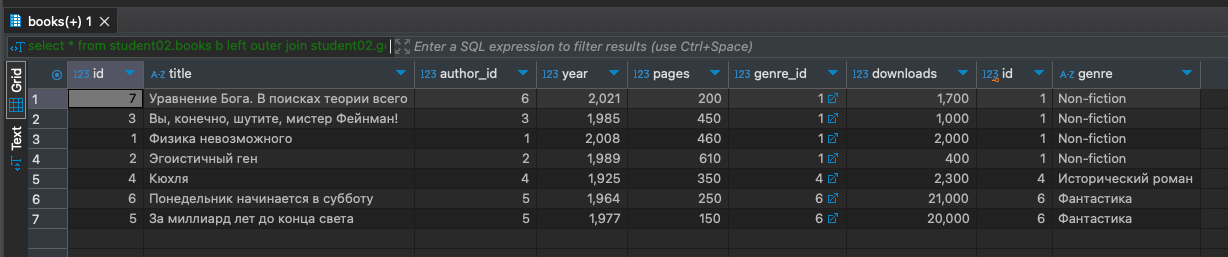 books(+) 1
select * from student02.books b left outer join student02.g Enter a SQL expression to filter results (use Ctrl+Space)
Grid
Text
123 id A-Z title 123 author_id 123 year 123 pages 123 genre_id 123 downloads 123 id A-Z genre
1 7 Уравнение Бога. В поисках теории всего 6 2,021 200 1 1,700 1 Non-fiction
2 3 Вы, конечно, шутите, мистер Фейнман! 3 1,985 450 1 1,000 1 Non-fiction
3 1 Физика невозможного 1 2,008 460 1 2,000 1 Non-fiction
4 2 Эгоистичный ген 2 1,989 610 1 400 1 Non-fiction
5 4 Кюхля 4 1,925 350 4 2,300 4 Исторический роман
6 6 Понедельник начинается в субботу 5 1,964 250 6 21,000 6 Фантастика
7 5 За миллиард лет до конца света 5 1,977 150 6 20,000 6 Фантастика